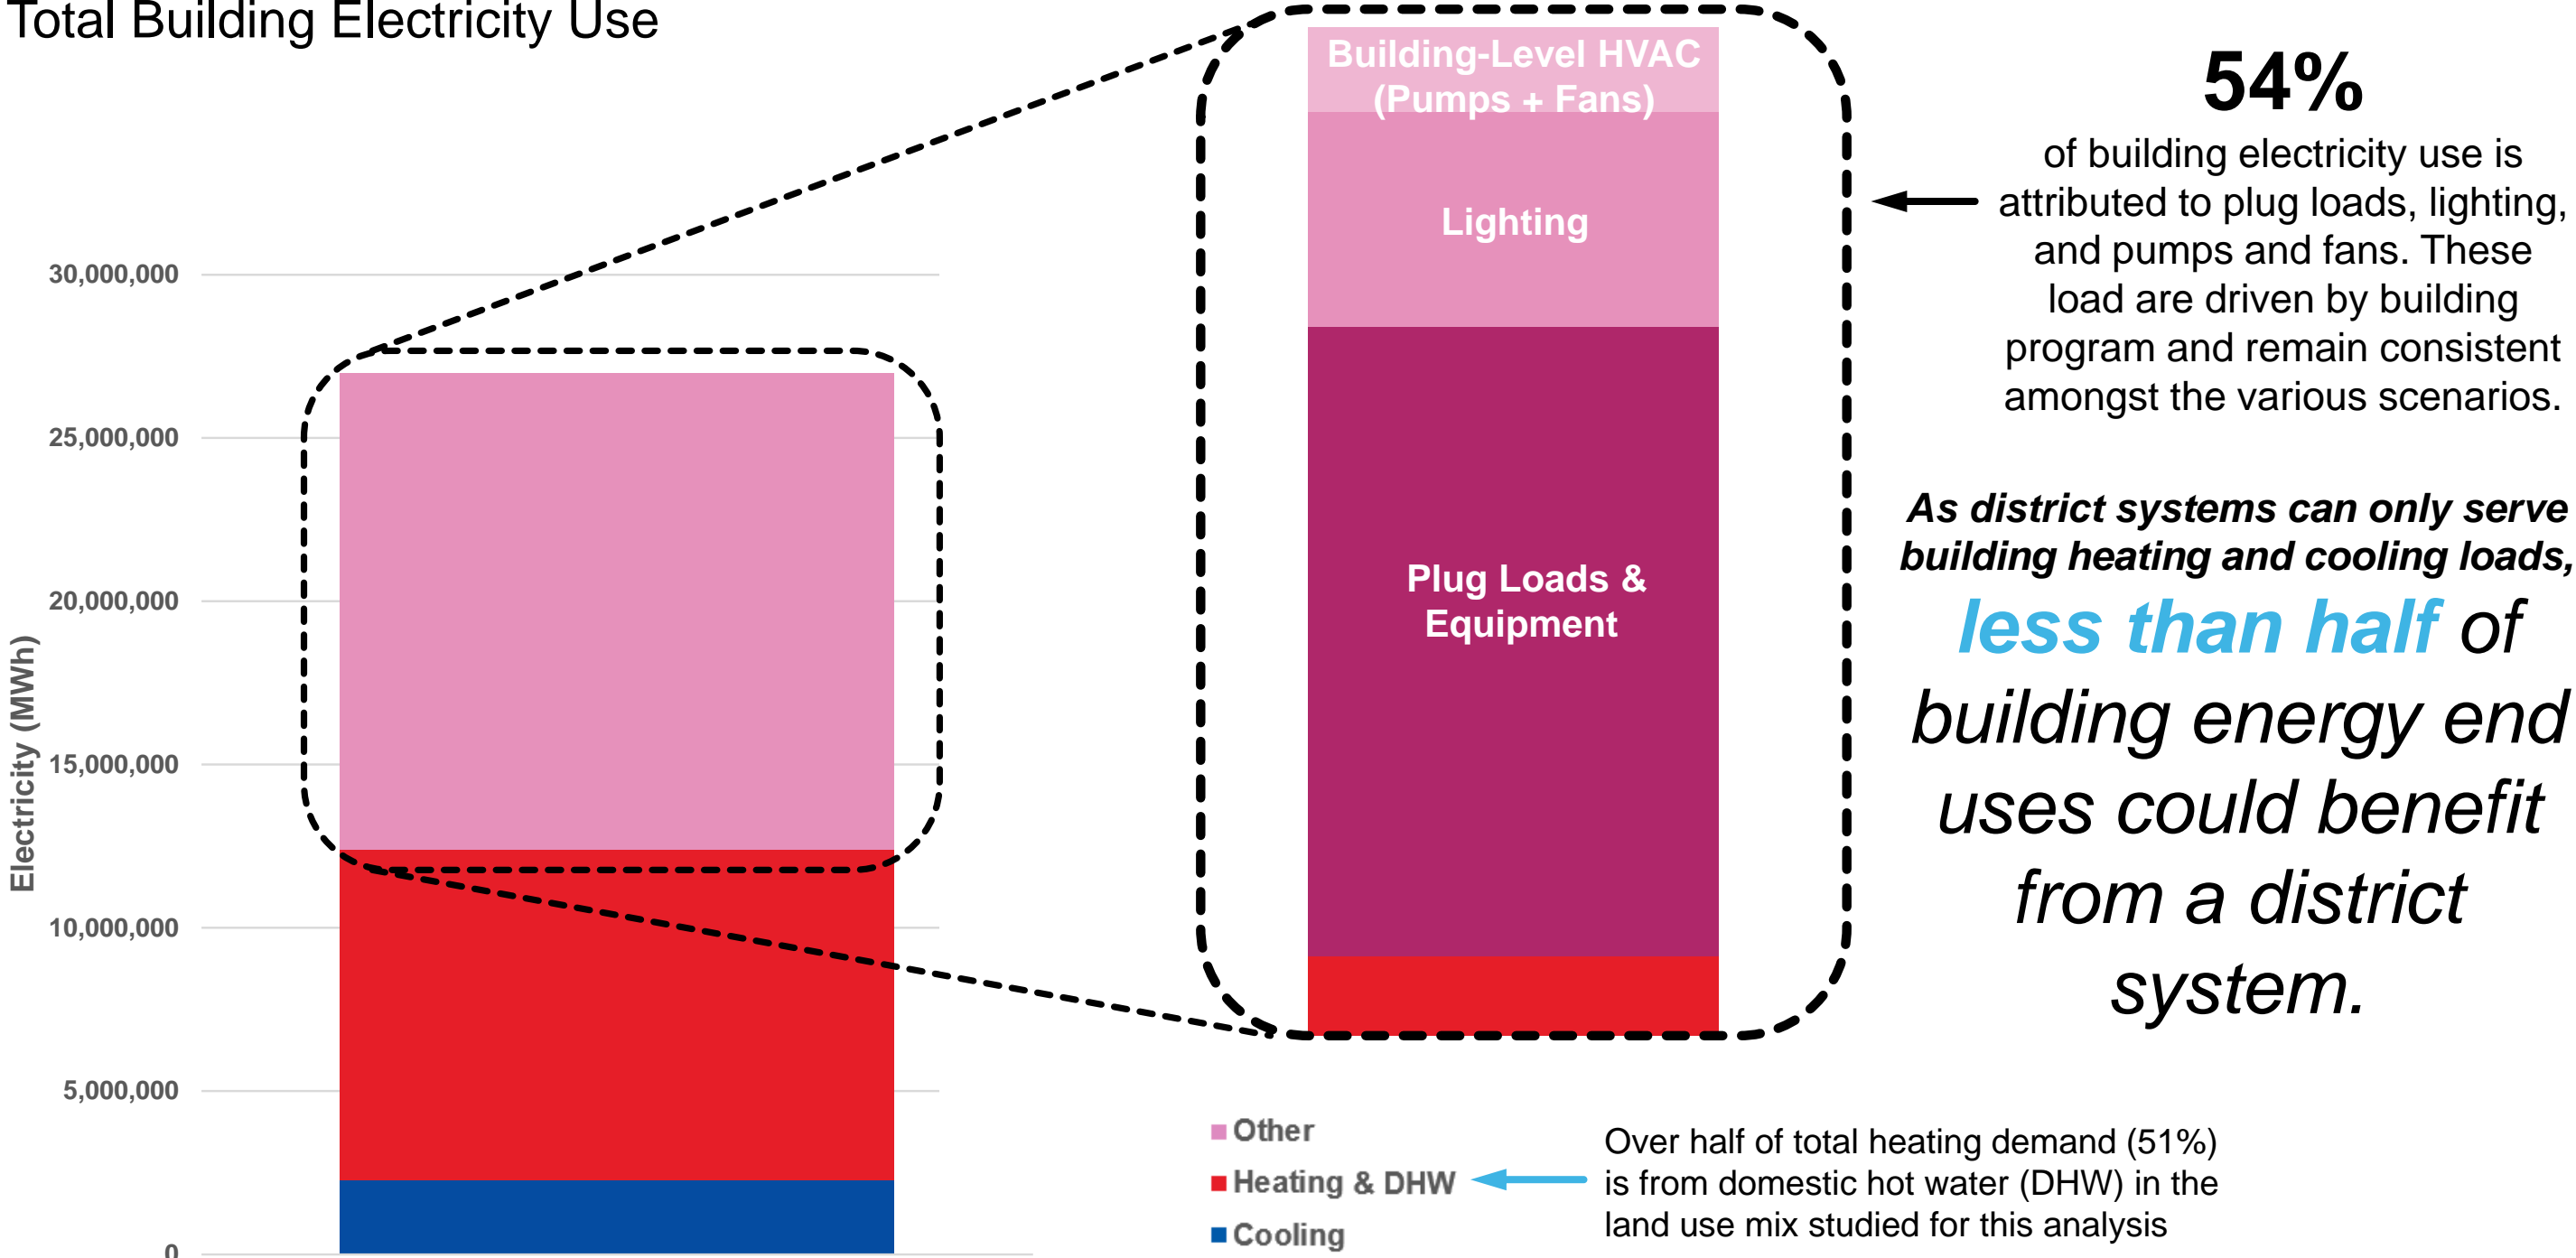 Total Building Electricity Use
Electricity (MWh)
30,000,000
25,000,000
20,000,000
15,000,000
10,000,000
5,000,000
0
Building-Level HVAC
(Pumps + Fans)
Lighting
Plug Loads &
Equipment
54%
of building electricity use is
attributed to plug loads, lighting,
and pumps and fans. These
load are driven by building
program and remain consistent
amongst the various scenarios.
As district systems can only serve
building heating and cooling loads,
less than half of
building energy end
uses could benefit
from a district
system.
Other
Heating & DHW
Cooling
Over half of total heating demand (51%)
is from domestic hot water (DHW) in the
land use mix studied for this analysis